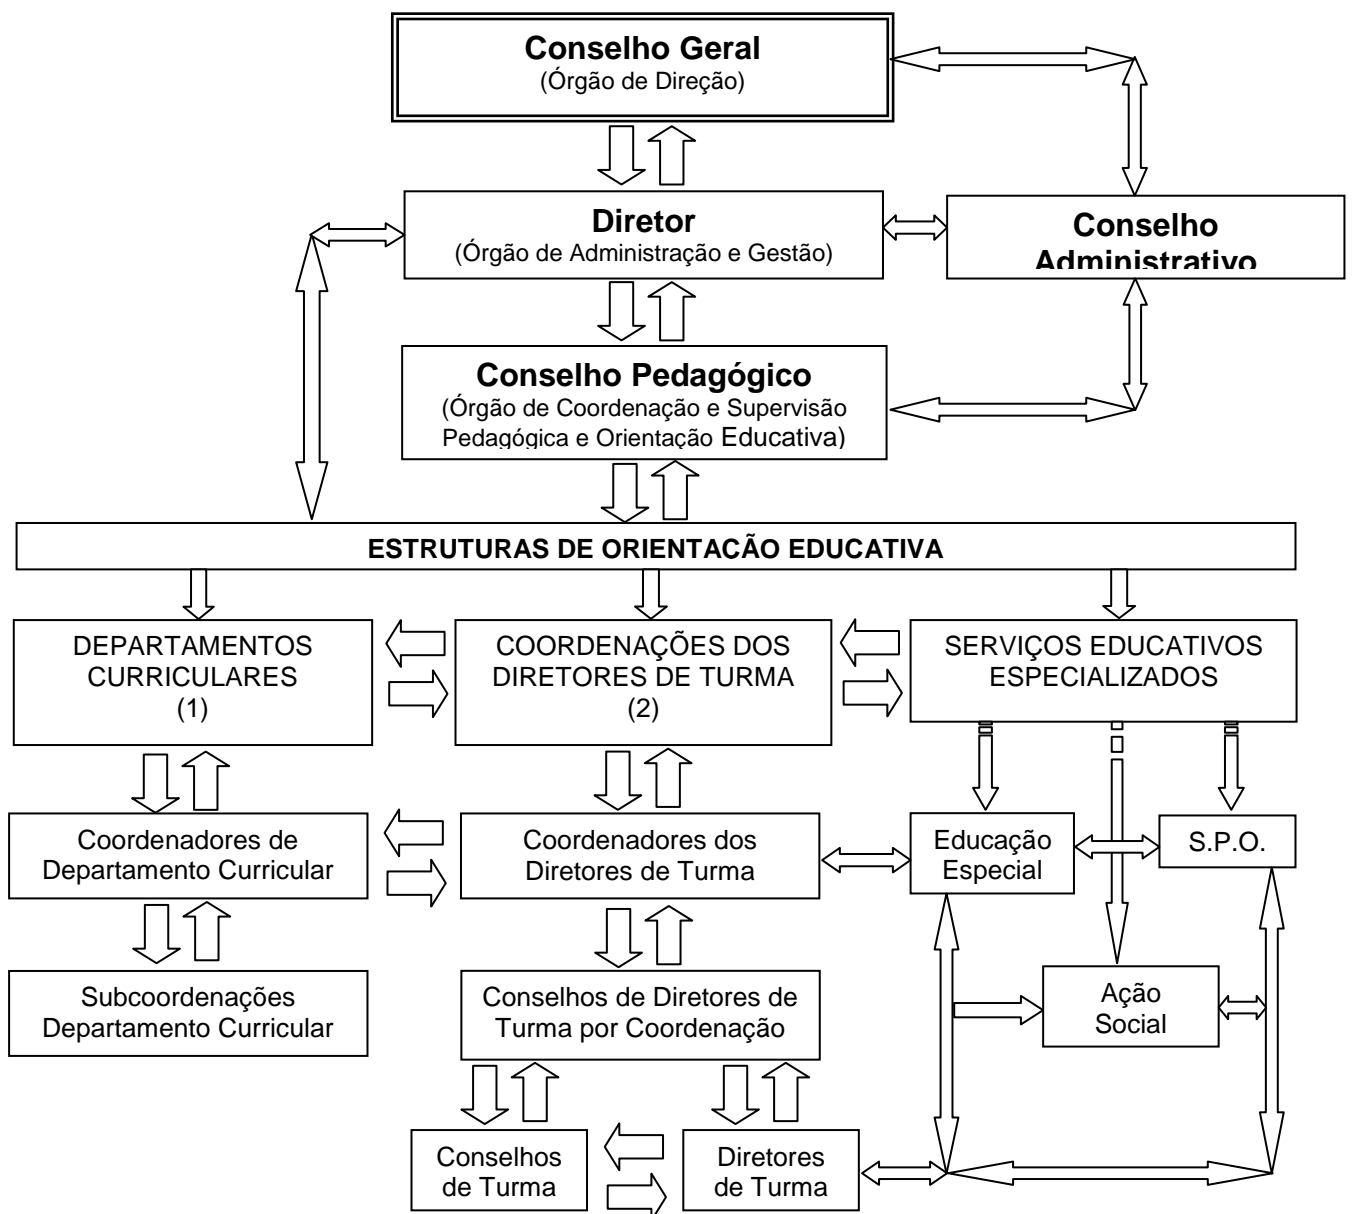 Conselho Geral
(Órgão de Direção)
Diretor
(Órgão de Administração e Gestão)
Conselho
Administrativo
Conselho Pedagógico
(Órgão de Coordenação e Supervisão
Pedagógica e Orientação Educativa)
ESTRUTURAS DE ORIENTACÃO EDUCATIVA
DEPARTAMENTOS
CURRICULARES
(1)
COORDENAÇÕES DOS
DIRETORES DE TURMA
(2)
SERVIÇOS EDUCATIVOS
ESPECIALIZADOS
Coordenadores de
Departamento Curricular
Coordenadores dos
Diretores de Turma
Educação
Especial
S.P.O.
Subcoordenações
Departamento Curricular
Conselhos de Diretores de
Turma por Coordenação
Ação
Social
Conselhos
de Turma
Diretores
de Turma